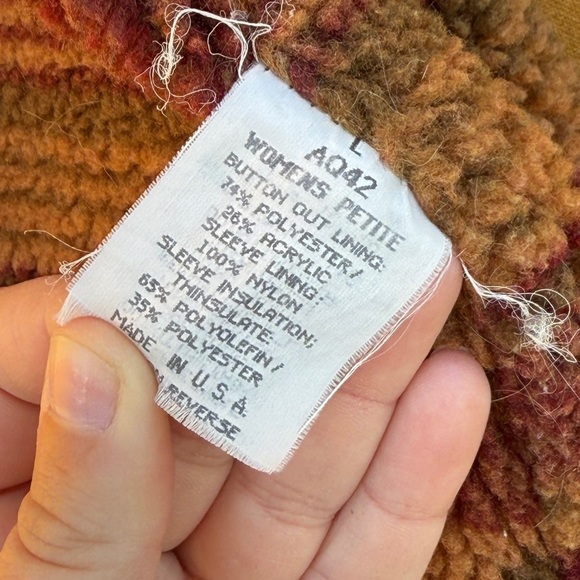 L
AQ42
WOMENS PETITE
BUTTON OUT LINING:
74% POLYESTER/
26% ACRYLIC
SLEEVE LINING:
100% NYLON
SLEEVE INSULATION;
THINSULATE:
65% POLYOLEFIN/
35% POLYESTER
MADE IN U.S.A.
REVERSE